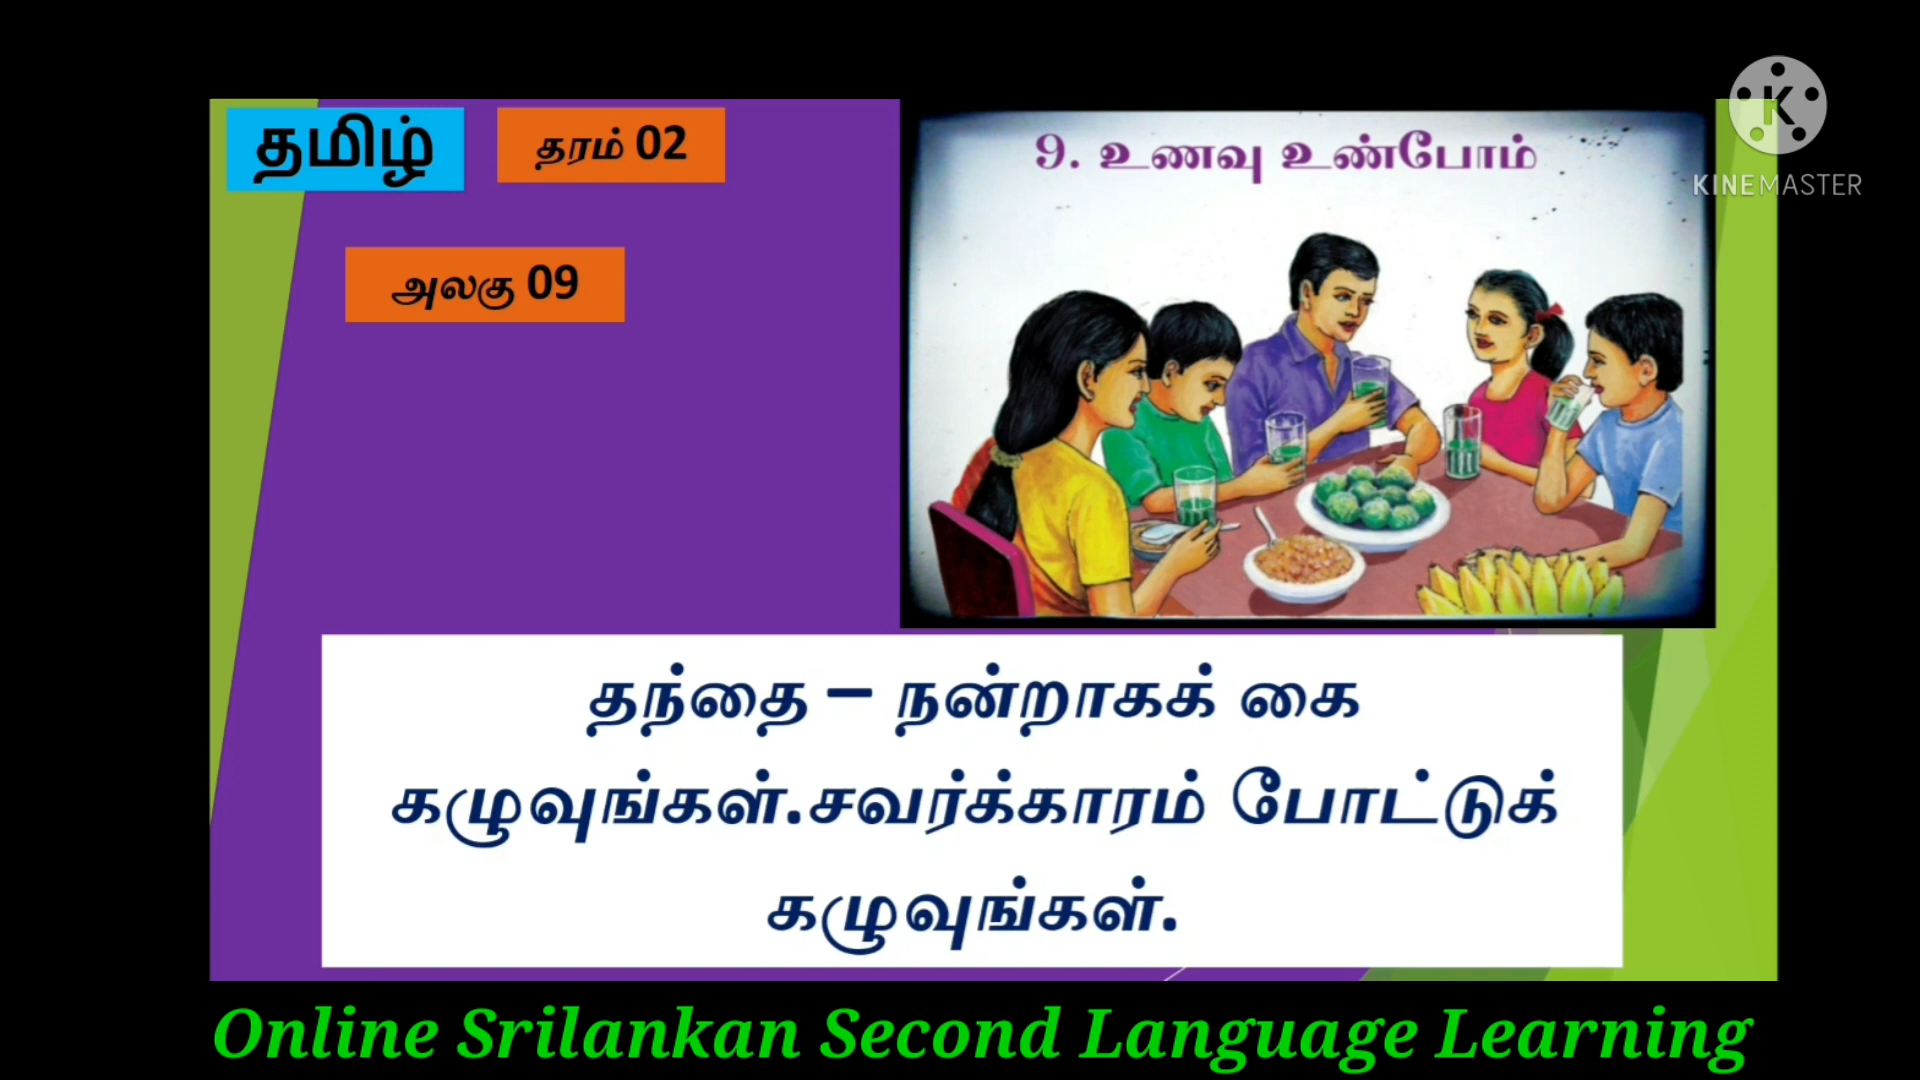 தமிழ்
தரம் 02
அலகு 09
9. உணவு உண்போம்
K
KINEMASTER
தந்தை – நன்றாகக் கை
கழுவுங்கள்.சவர்க்காரம் போட்டுக்
கழுவுங்கள்.
Online Srilankan Second Language Learning